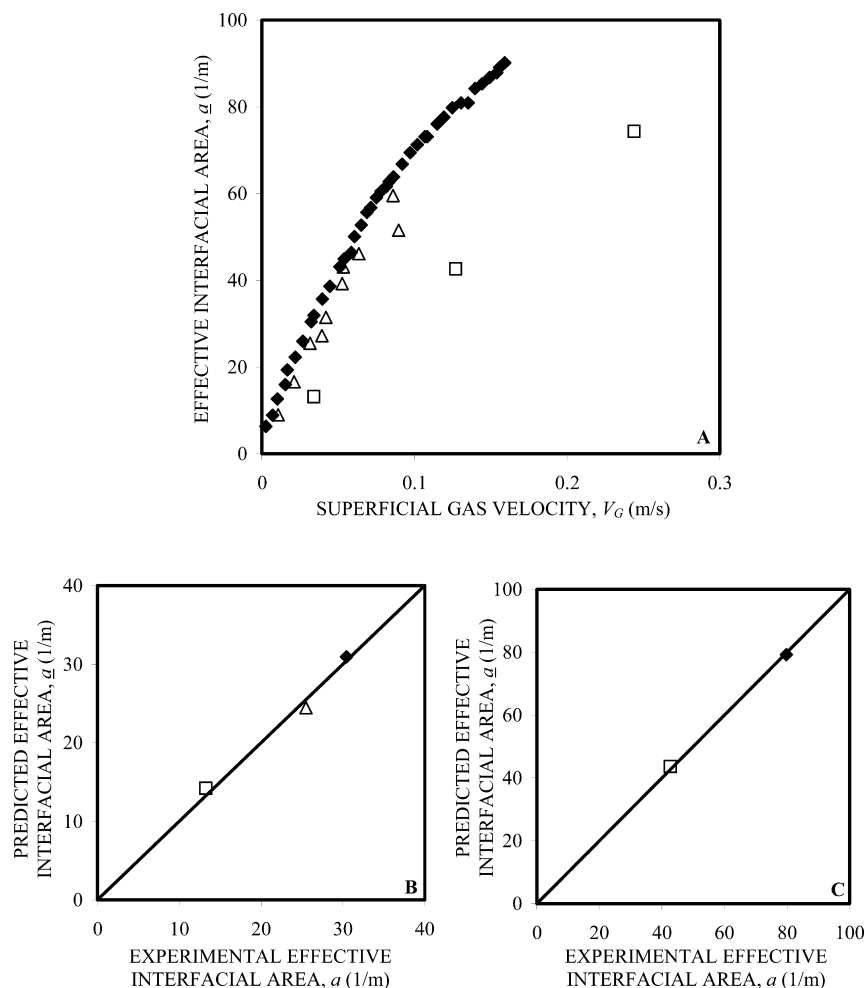 100
80
60
40
20
0
EFFECTIVE INTERFACIAL AREA, a (1/m)
A
0 0.1 0.2 0.3
SUPERFICIAL GAS VELOCITY, VG (m/s)
40
30
20
10
0
PREDICTED EFFECTIVE
INTERFACIAL AREA, a (1/m)
B
0 10 20 30 40
EXPERIMENTAL EFFECTIVE
INTERFACIAL AREA, a (1/m)
100
80
60
40
20
0
PREDICTED EFFECTIVE
INTERFACIAL AREA, a (1/m)
C
0 20 40 60 80 100
EXPERIMENTAL EFFECTIVE
INTERFACIAL AREA, a (1/m)